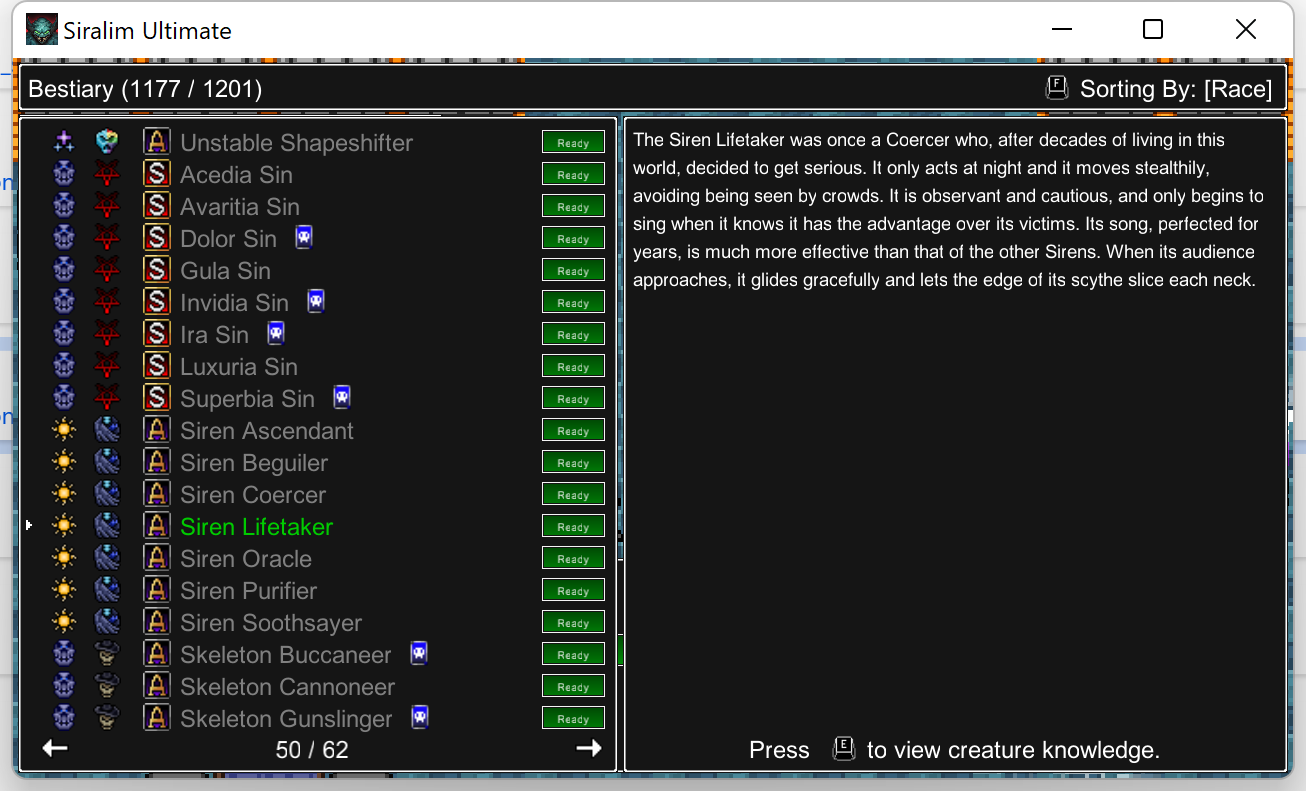 Siralim Ultimate
Bestiary (1177 / 1201)
F Sorting By: [Race]
A Unstable Shapeshifter Ready
S Acedia Sin Ready
S Avaritia Sin Ready
S Dolor Sin Ready
S Gula Sin Ready
S Invidia Sin Ready
S Ira Sin Ready
S Luxuria Sin Ready
S Superbia Sin Ready
A Siren Ascendant Ready
A Siren Beguiler Ready
A Siren Coercer Ready
A Siren Lifetaker Ready
A Siren Oracle Ready
A Siren Purifier Ready
A Siren Soothsayer Ready
A Skeleton Buccaneer Ready
A Skeleton Cannoneer Ready
A Skeleton Gunslinger Ready
50 / 62
The Siren Lifetaker was once a Coercer who, after decades of living in this
world, decided to get serious. It only acts at night and it moves stealthily,
avoiding being seen by crowds. It is observant and cautious, and only begins to
sing when it knows it has the advantage over its victims. Its song, perfected for
years, is much more effective than that of the other Sirens. When its audience
approaches, it glides gracefully and lets the edge of its scythe slice each neck.
Press E to view creature knowledge.